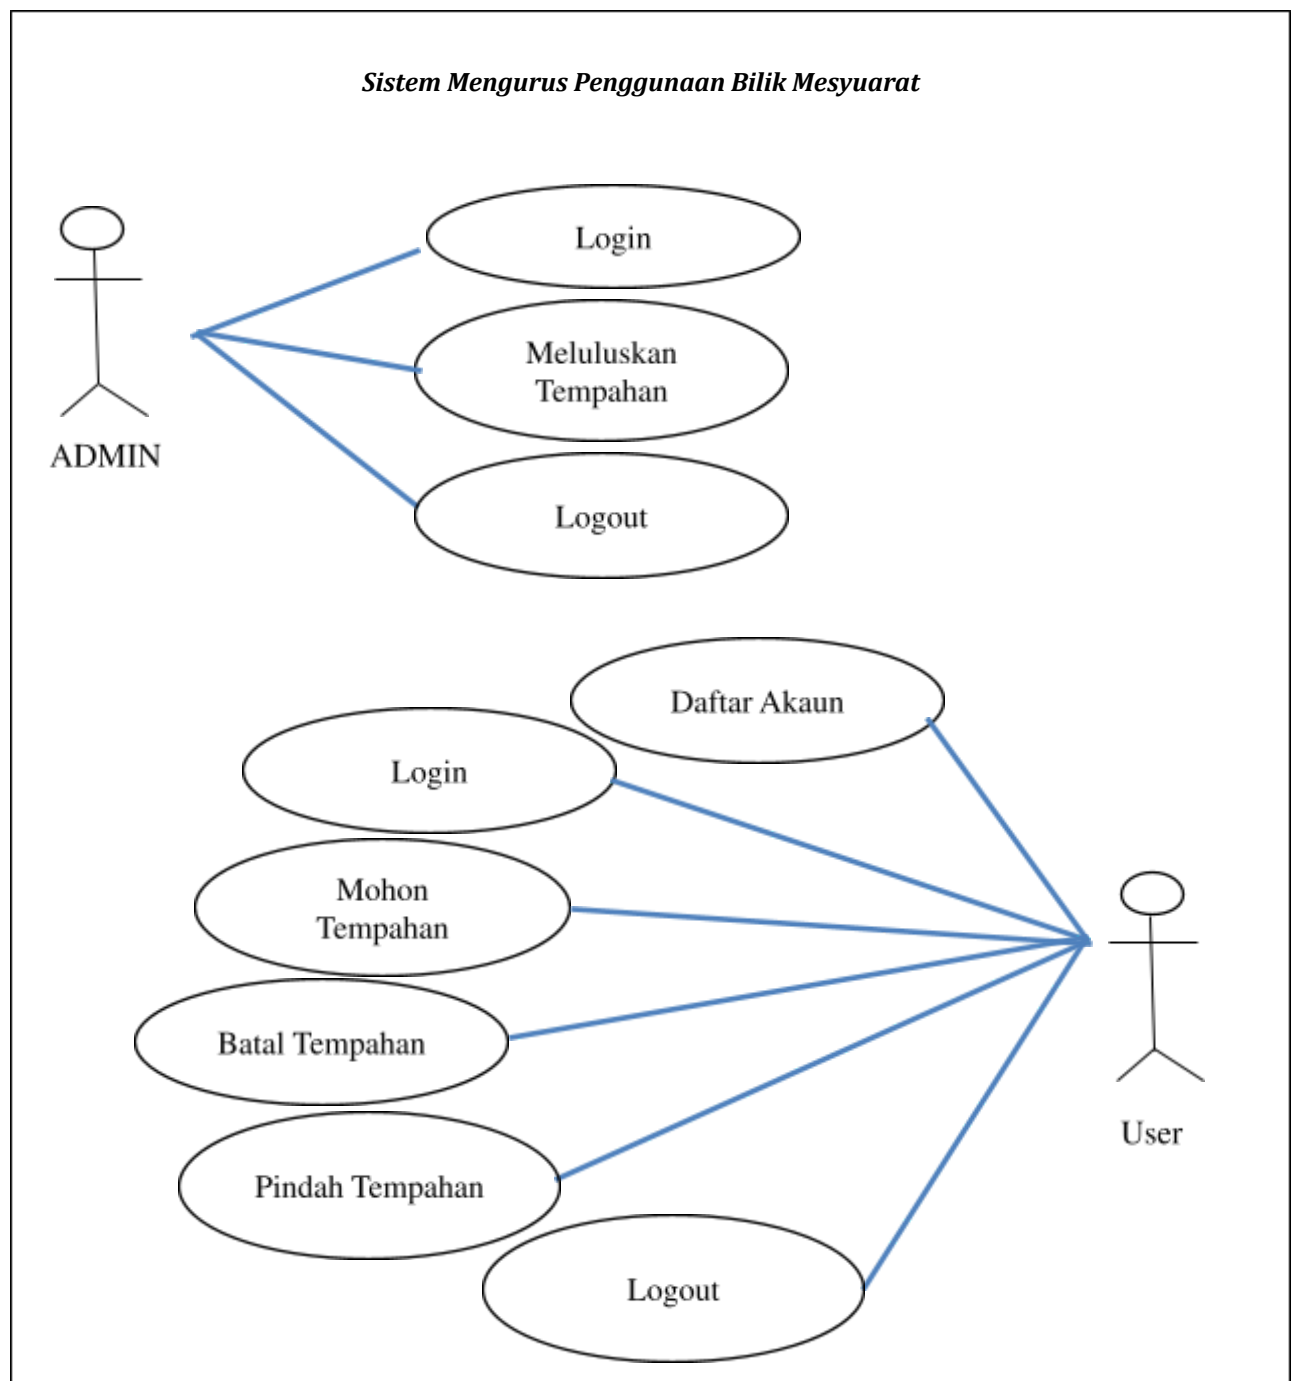 Sistem Mengurus Penggunaan Bilik Mesyuarat
Login
Meluluskan
Tempahan
ADMIN
Logout
Daftar Akaun
Login
Mohon
Tempahan
Batal Tempahan
User
Pindah Tempahan
Logout